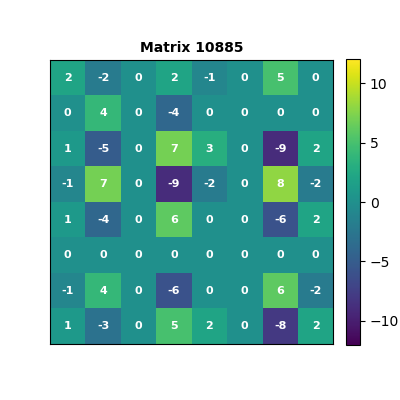 Matrix 10885
2 -2 0 2 -1 0 5 0
0 4 0 -4 0 0 0 0
1 -5 0 7 3 0 -9 2
-1 7 0 -9 -2 0 8 -2
1 -4 0 6 0 0 -6 2
0 0 0 0 0 0 0 0
-1 4 0 -6 0 0 6 -2
1 -3 0 5 2 0 -8 2
10
5
0
−5
−10